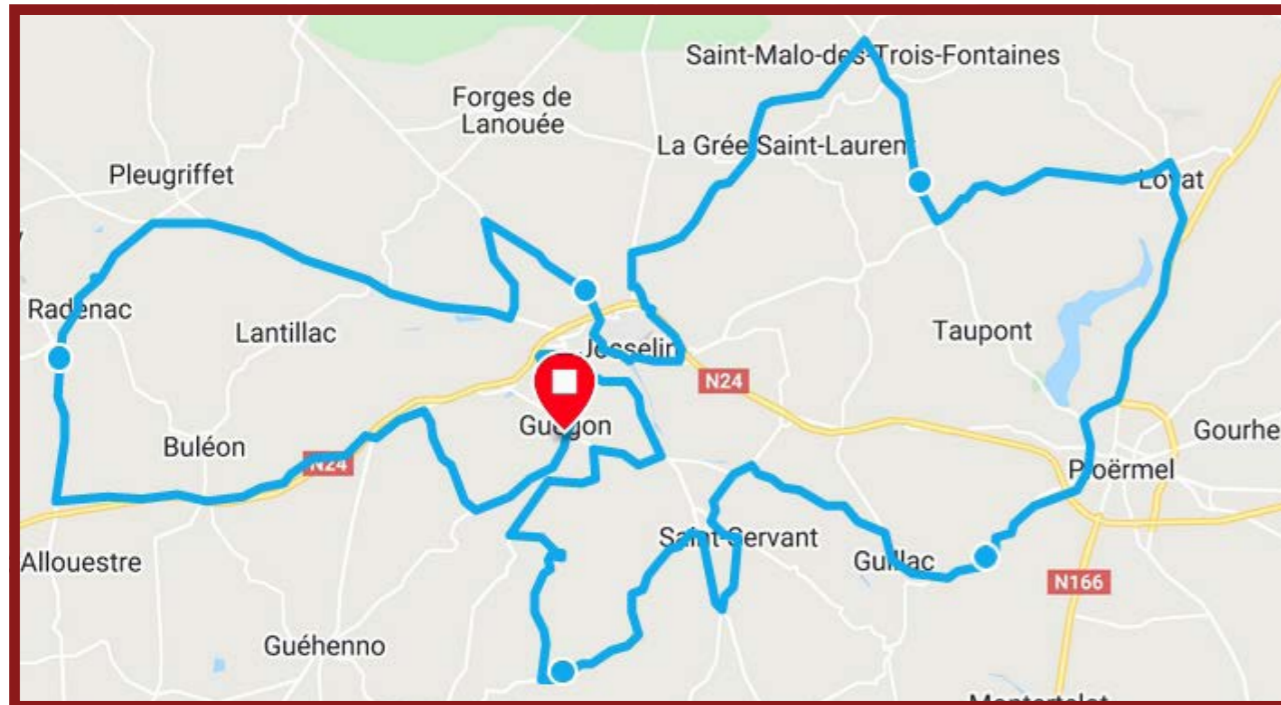 Saint-Malo-des-Trois-Fontaines
Forges de
Lanouée
La Grée Saint-Laurent
Pleugriffet
Loyat
Radenac
Lantillac
Taupont
Josselin
N24
Guégon
Gourhe
Buléon
N24
Ploërmel
Saint-Servant
Allouestre
Guillac
N166
Guéhenno
Montertelot